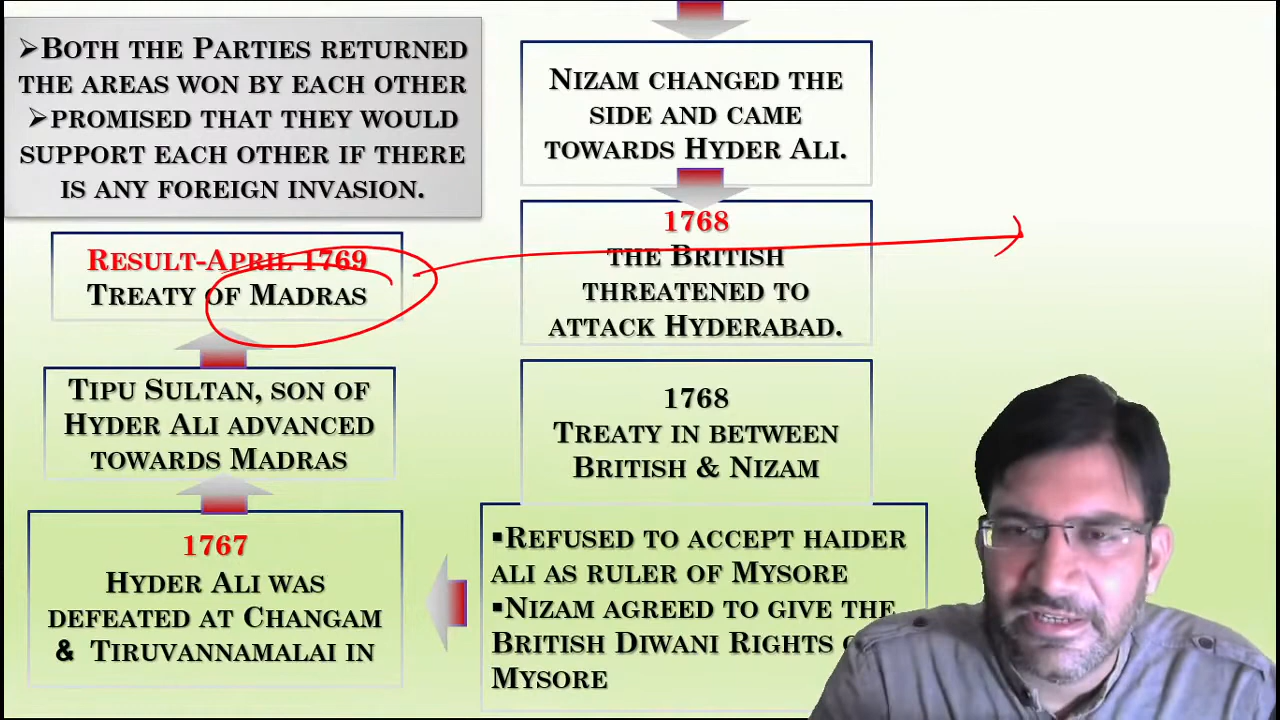 ➢BOTH THE PARTIES RETURNED
THE AREAS WON BY EACH OTHER
➢PROMISED THAT THEY WOULD
SUPPORT EACH OTHER IF THERE
IS ANY FOREIGN INVASION.
RESULT-APRIL 1769
TREATY OF MADRAS
TIPU SULTAN, SON OF
HYDER ALI ADVANCED
TOWARDS MADRAS
1767
HYDER ALI WAS
DEFEATED AT CHANGAM
& TIRUVANNAMALAI IN
NIZAM CHANGED THE
SIDE AND CAME
TOWARDS HYDER ALI.
1768
THE BRITISH
THREATENED TO
ATTACK HYDERABAD.
1768
TREATY IN BETWEEN
BRITISH & NIZAM
▪REFUSED TO ACCEPT HAIDER
ALI AS RULER OF MYSORE
▪NIZAM AGREED TO GIVE THE
BRITISH DIWANI RIGHTS
MYSORE